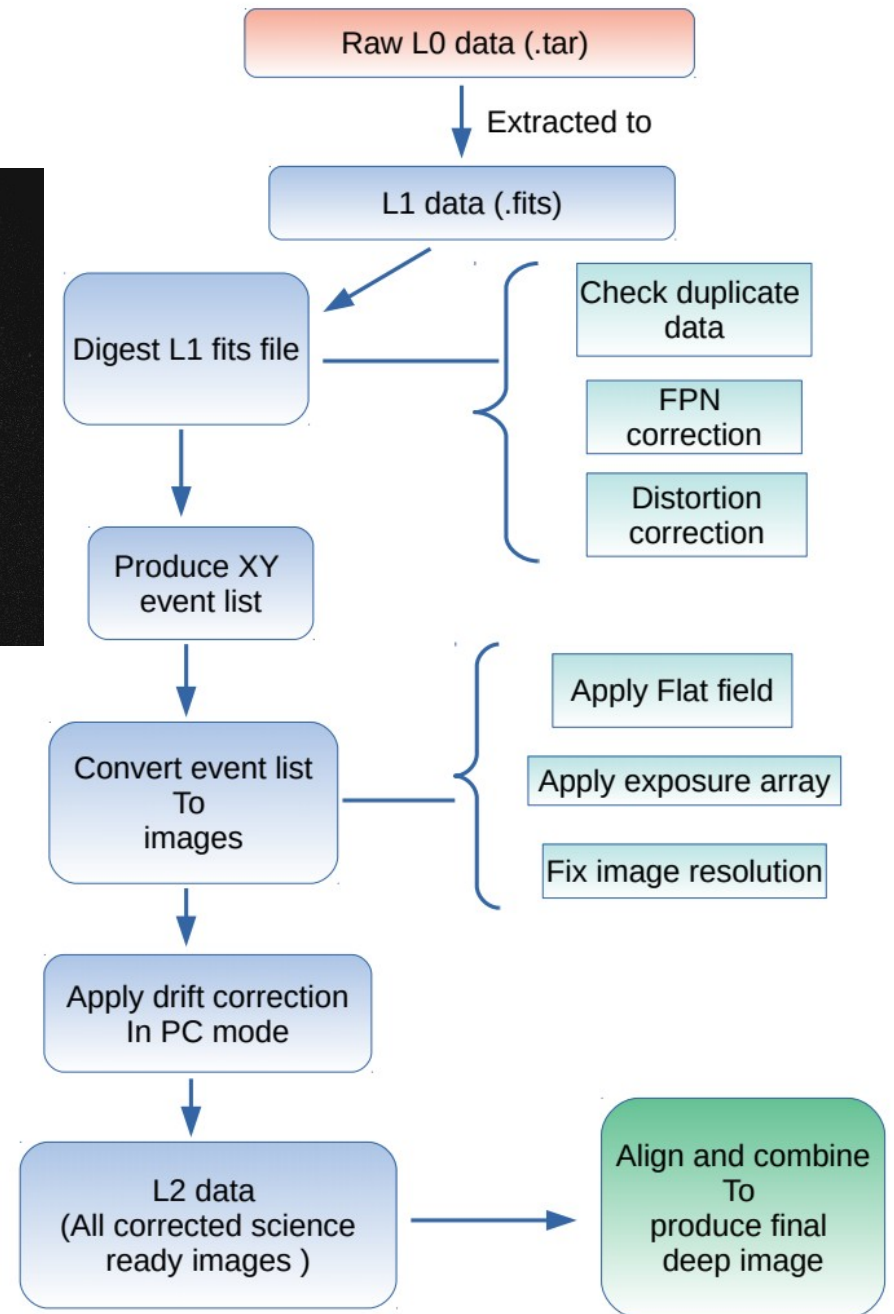 Raw L0 data (.tar)
Extracted to
L1 data (.fits)
Digest L1 fits file
Check duplicate
data
FPN
correction
Distortion
correction
Produce XY
event list
Convert event list
To
images
Apply Flat field
Apply exposure array
Fix image resolution
Apply drift correction
In PC mode
L2 data
(All corrected science
ready images )
Align and combine
To
produce final
deep image